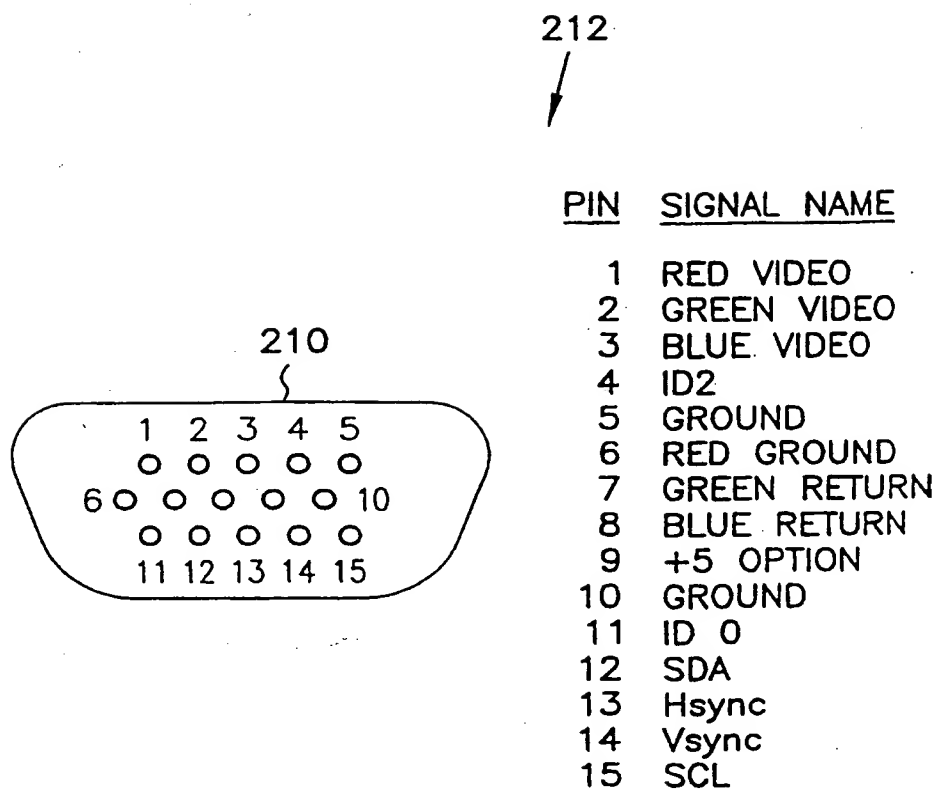 212
PIN SIGNAL NAME
1 RED VIDEO
2 GREEN VIDEO
3 BLUE VIDEO
4 ID2
5 GROUND
6 RED GROUND
7 GREEN RETURN
8 BLUE RETURN
9 +5 OPTION
10 GROUND
11 ID 0
12 SDA
13 Hsync
14 Vsync
15 SCL
210
1 2 3 4 5
6 10
11 12 13 14 15